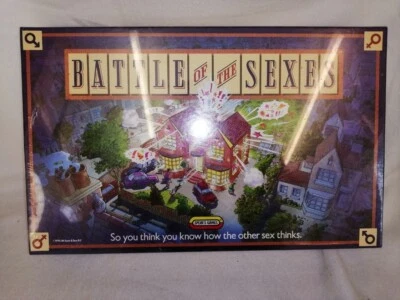 BATTLE OF THE SEXES
So you think you know how the other sex thinks.